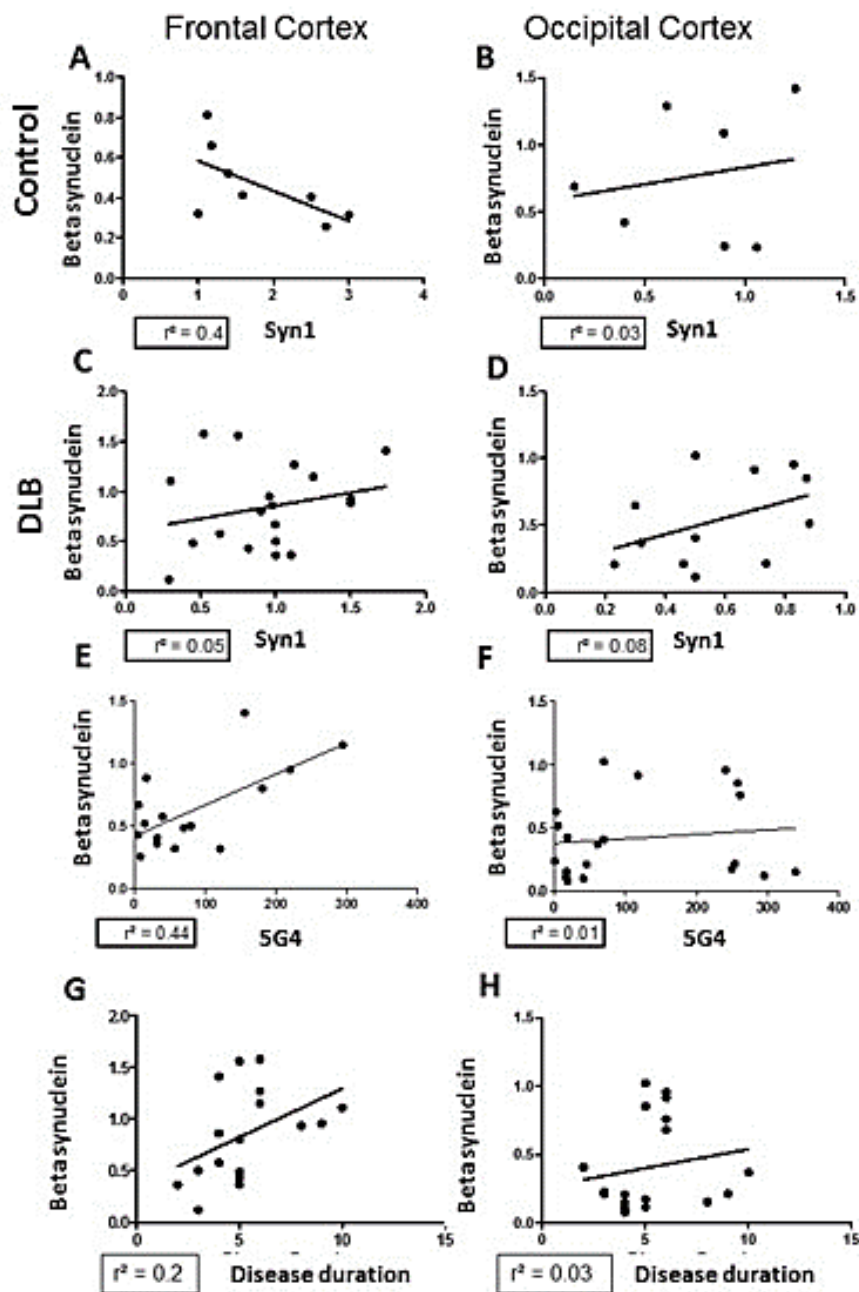 Frontal Cortex
Occipital Cortex
Control
A
Beta synuclein
1.0
0.8
0.6
0.4
0.2
0.0
0
1
2
3
4
r² = 0.4
Syn1
B
Beta synuclein
1.5
1.0
0.5
0.0
0.0
0.5
1.0
1.5
r² = 0.03
Syn1
DLB
C
Beta synuclein
2.0
1.5
1.0
0.5
0.0
0.0
0.5
1.0
1.5
2.0
r² = 0.05
Syn1
D
Beta synuclein
1.5
1.0
0.5
0.0
0.0
0.2
0.4
0.6
0.8
1.0
r² = 0.08
Syn1
E
Beta synuclein
1.5
1.0
0.5
0.0
0
100
200
300
400
r² = 0.44
5G4
F
Beta synuclein
1.5
1.0
0.5
0.0
0
100
200
300
400
r² = 0.01
5G4
G
Beta synuclein
2.0
1.5
1.0
0.5
0.0
0
5
10
15
r² = 0.2
Disease duration
H
Beta synuclein
1.5
1.0
0.5
0.0
0
5
10
15
r² = 0.03
Disease duration